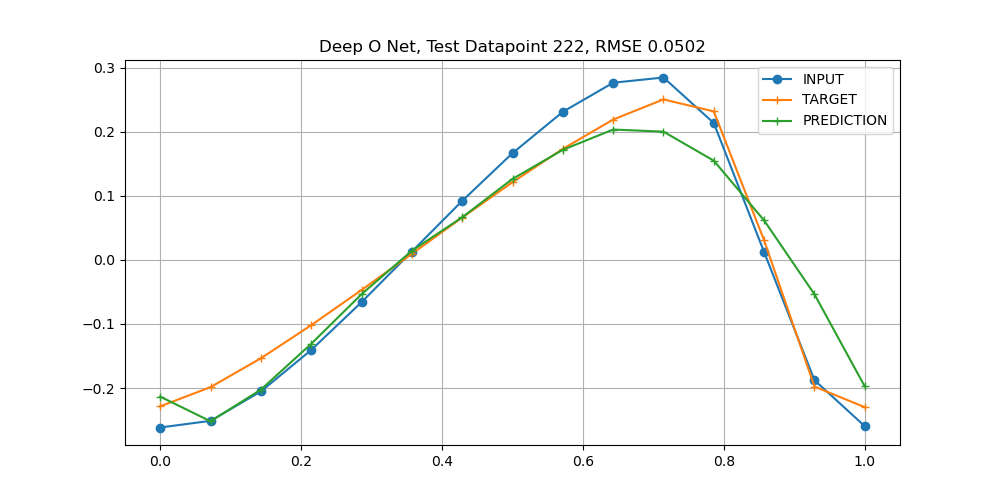 Deep O Net, Test Datapoint 222, RMSE 0.0502
0.3
0.2
0.1
0.0
−0.1
−0.2
0.0 0.2 0.4 0.6 0.8 1.0
INPUT
TARGET
PREDICTION